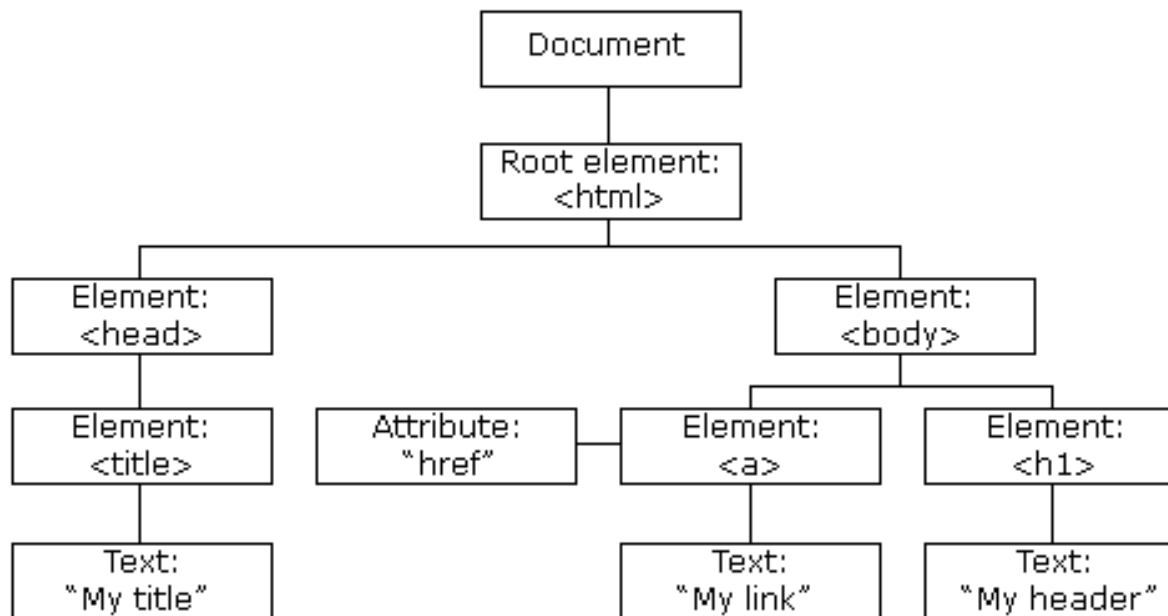 Document
Root element:
<html>
Element:
<head>
Element:
<body>
Element:
<title>
Attribute:
“href”
Element:
<a>
Element:
<h1>
Text:
“My title”
Text:
“My link”
Text:
“My header”